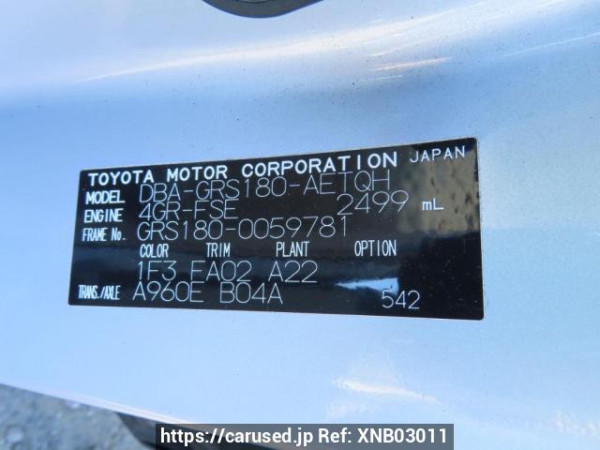 TOYOTA MOTOR CORPORATION JAPAN
MODEL DBA-GRS180-AETQH
ENGINE 4GR-FSE 2499 mL
FRAME No. GRS180-0059781
COLOR TRIM PLANT OPTION
1F3 FA02 A22
TRANS./AXLE A960E B04A 542
https://carused.jp Ref: XNB03011